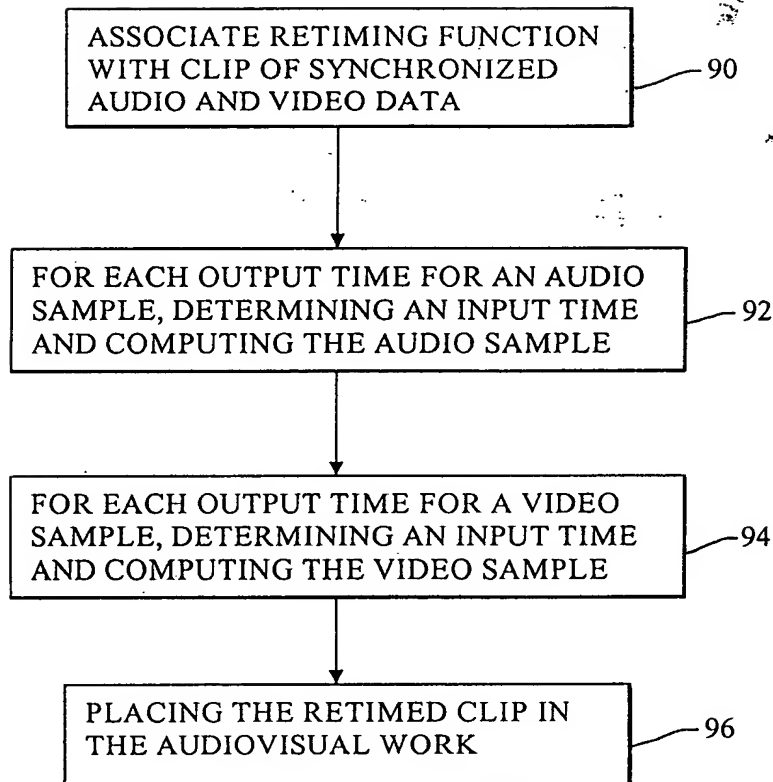 ASSOCIATE RETIMING FUNCTION
WITH CLIP OF SYNCHRONIZED
AUDIO AND VIDEO DATA
90
FOR EACH OUTPUT TIME FOR AN AUDIO
SAMPLE, DETERMINING AN INPUT TIME
AND COMPUTING THE AUDIO SAMPLE
92
FOR EACH OUTPUT TIME FOR A VIDEO
SAMPLE, DETERMINING AN INPUT TIME
AND COMPUTING THE VIDEO SAMPLE
94
PLACING THE RETIMED CLIP IN
THE AUDIOVISUAL WORK
96